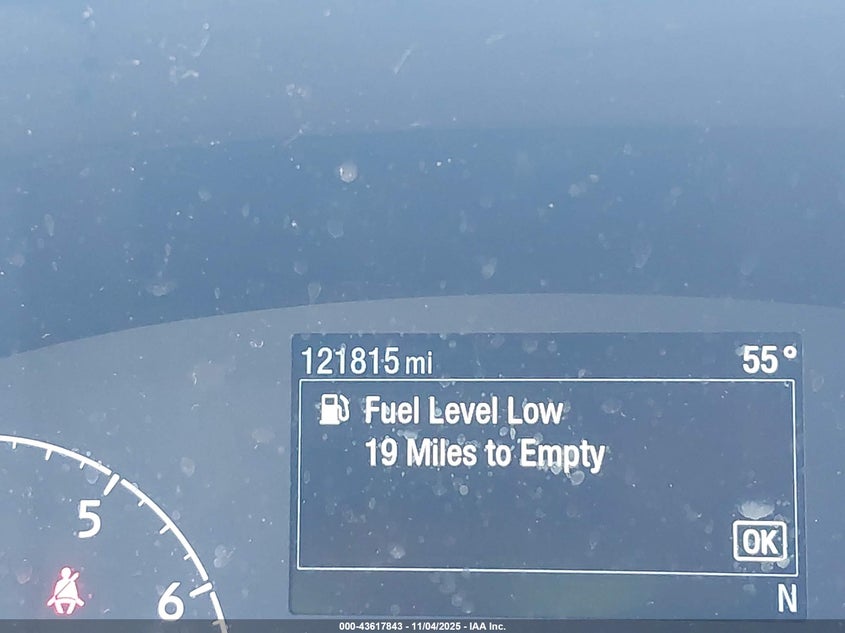 121815 mi 55°
Fuel Level Low
19 Miles to Empty
OK
5
6
N
000-43617843 - 11/04/2025 - IAA Inc.